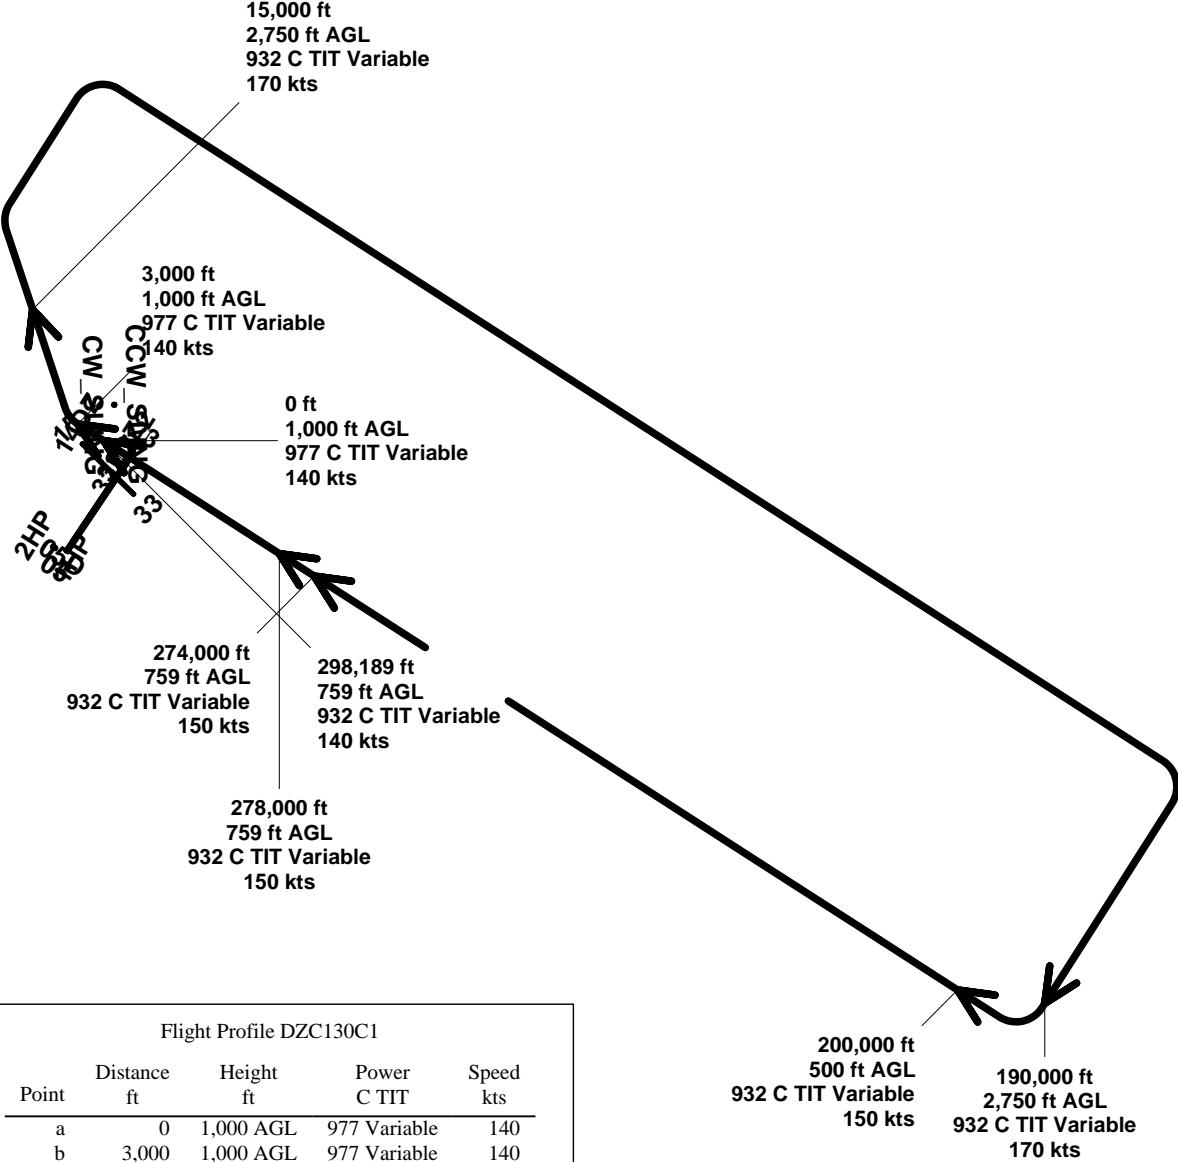 15,000 ft
2,750 ft AGL
932 C TIT Variable
170 kts
3,000 ft
1,000 ft AGL
977 C TIT Variable
140 kts
0 ft
1,000 ft AGL
977 C TIT Variable
140 kts
33
2HP
274,000 ft
759 ft AGL
932 C TIT Variable
150 kts
298,189 ft
759 ft AGL
932 C TIT Variable
140 kts
278,000 ft
759 ft AGL
932 C TIT Variable
150 kts
200,000 ft
500 ft AGL
932 C TIT Variable
150 kts
190,000 ft
2,750 ft AGL
932 C TIT Variable
170 kts
Flight Profile DZC130C1
Distance Height Power Speed
Point ft ft C TIT kts
a 0 1,000 AGL 977 Variable 140
b 3,000 1,000 AGL 977 Variable 140